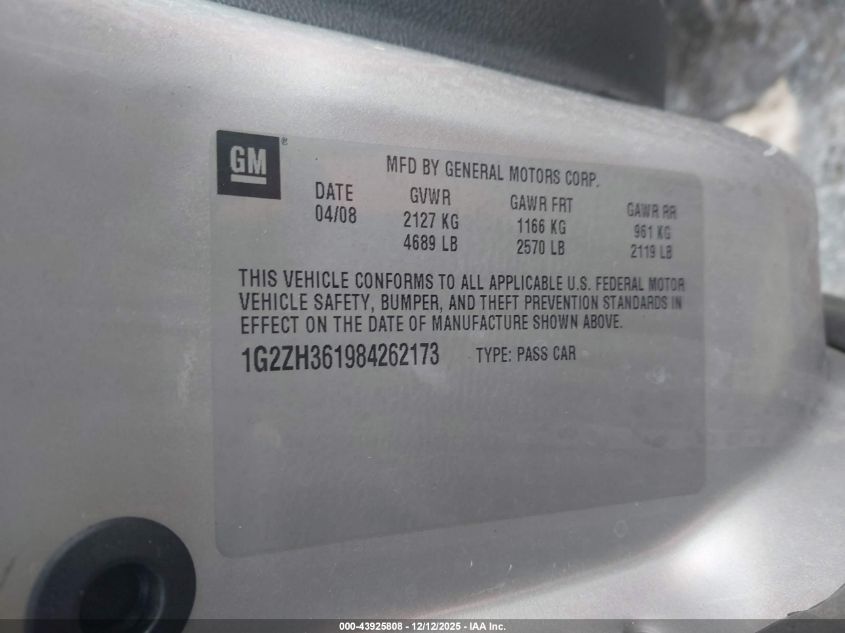 GM ®
MFD BY GENERAL MOTORS CORP.
DATE GVWR GAWR FRT GAWR RR
04/08 2127 KG 1166 KG 961 KG
4689 LB 2570 LB 2119 LB
THIS VEHICLE CONFORMS TO ALL APPLICABLE U.S. FEDERAL MOTOR
VEHICLE SAFETY, BUMPER, AND THEFT PREVENTION STANDARDS IN
EFFECT ON THE DATE OF MANUFACTURE SHOWN ABOVE.
1G2ZH361984262173 TYPE: PASS CAR
000-43925808 - 12/12/2025 - IAA Inc.